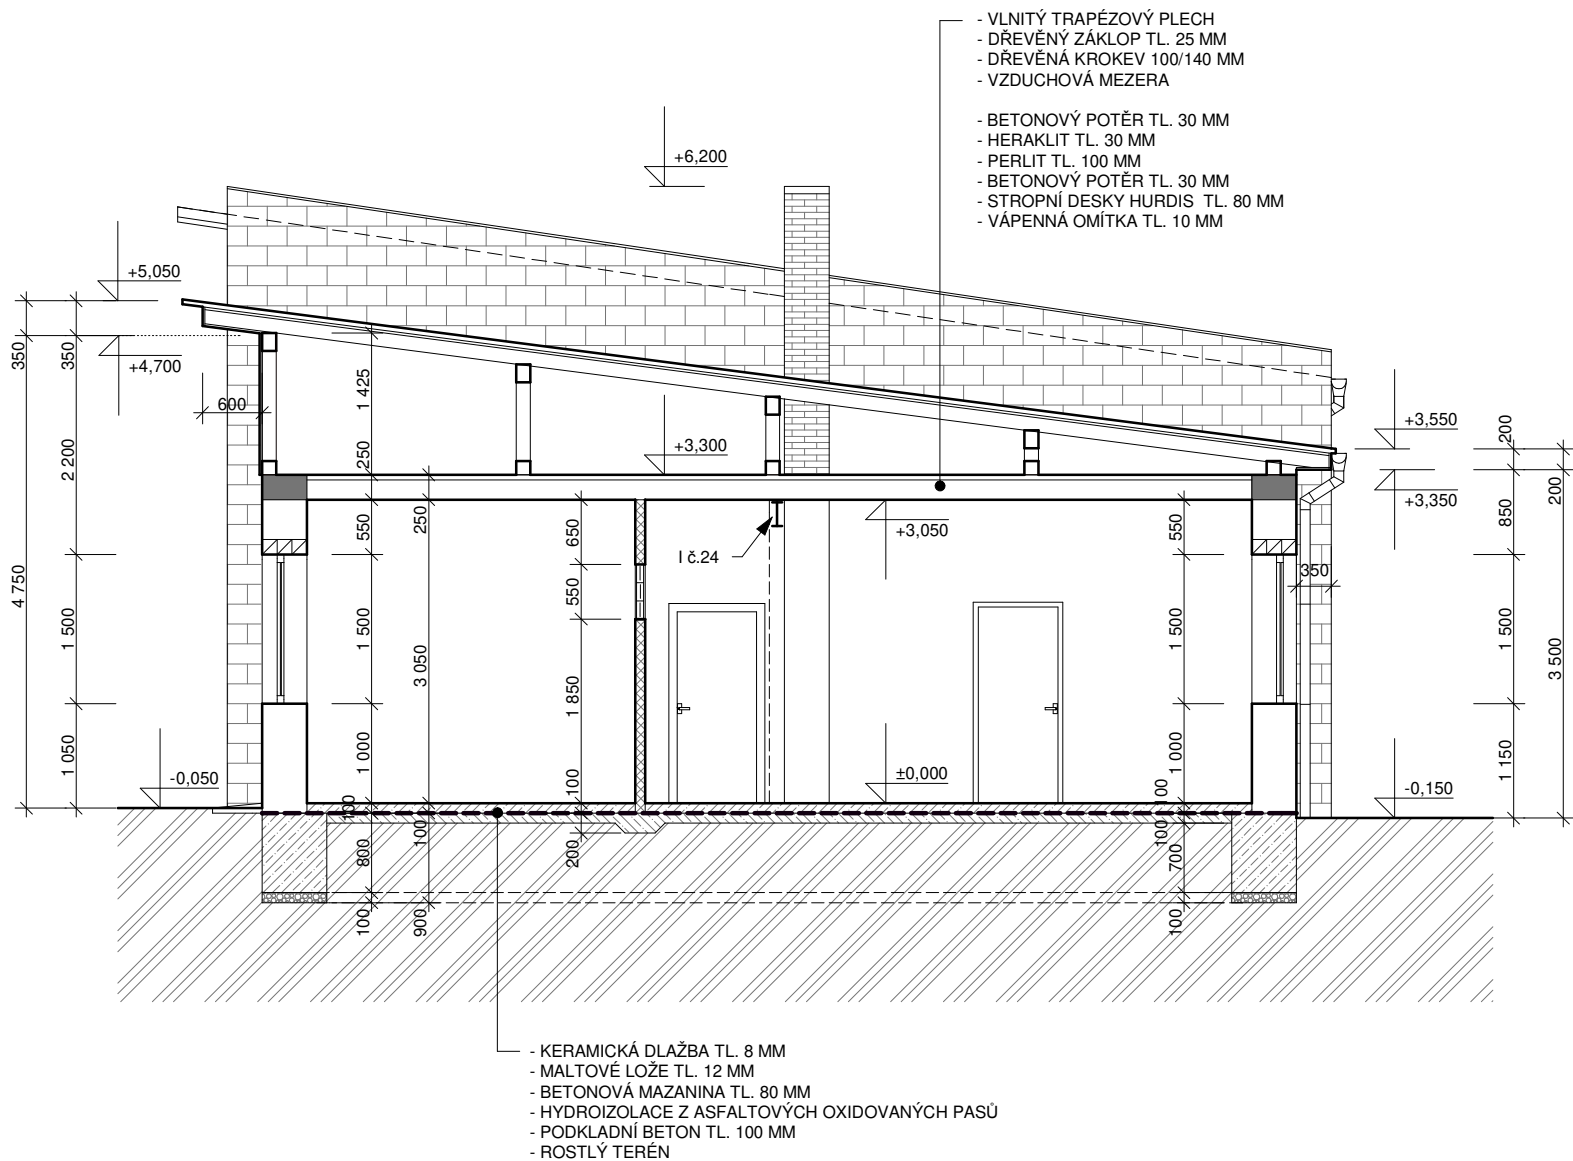 - VLNITÝ TRAPÉZOVÝ PLECH
- DŘEVĚNÝ ZÁKLOP TL. 25 MM
- DŘEVĚNÁ KROKEV 100/140 MM
- VZDUCHOVÁ MEZERA
- BETONOVÝ POTĚR TL. 30 MM
- HERAKLIT TL. 30 MM
- PERLIT TL. 100 MM
- BETONOVÝ POTĚR TL. 30 MM
- STROPNÍ DESKY HURDIS TL. 80 MM
- VÁPENNÁ OMÍTKA TL. 10 MM
+6,200
+5,050
+4,700
+3,300
+3,550
+3,350
+3,050
±0,000
-0,050
-0,150
I č.24
4 750
350
350
2 200
1 500
1 050
600
1 425
250
550
1 500
1 000
100
800
100
250
3 050
100
900
650
550
1 850
100
200
550
1 500
1 000
100
100
700
100
350
200
850
1 500
1 150
200
3 500
- KERAMICKÁ DLAŽBA TL. 8 MM
- MALTOVÉ LOŽE TL. 12 MM
- BETONOVÁ MAZANINA TL. 80 MM
- HYDROIZOLACE Z ASFALTOVÝCH OXIDOVANÝCH PASŮ
- PODKLADNÍ BETON TL. 100 MM
- ROSTLÝ TERÉN